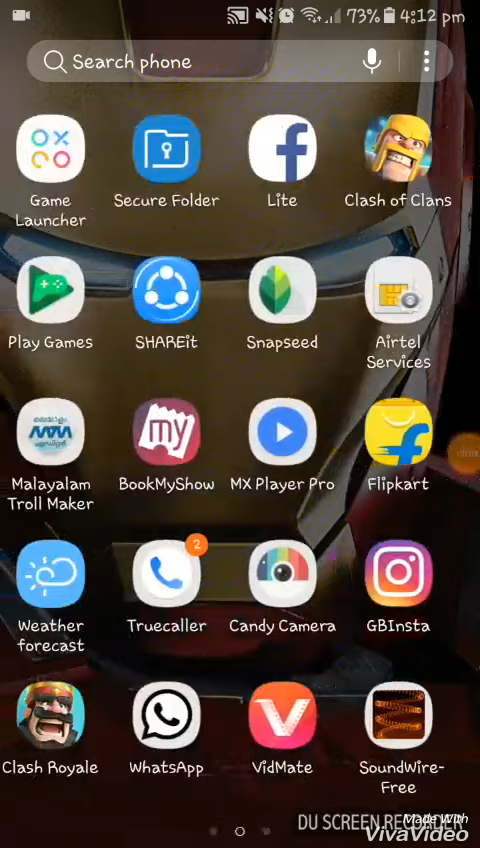 73% 4:12 pm
Search phone
Game Launcher
Secure Folder
Lite
Clash of Clans
Play Games
SHAREit
Snapseed
Airtel Services
my
Malayalam Troll Maker
BookMyShow
MX Player Pro
Flipkart
2
Weather forecast
Truecaller
Candy Camera
GBInsta
Clash Royale
WhatsApp
VidMate
SoundWire-Free
DU SCREEN RECORDER
Made With
VivaVideo